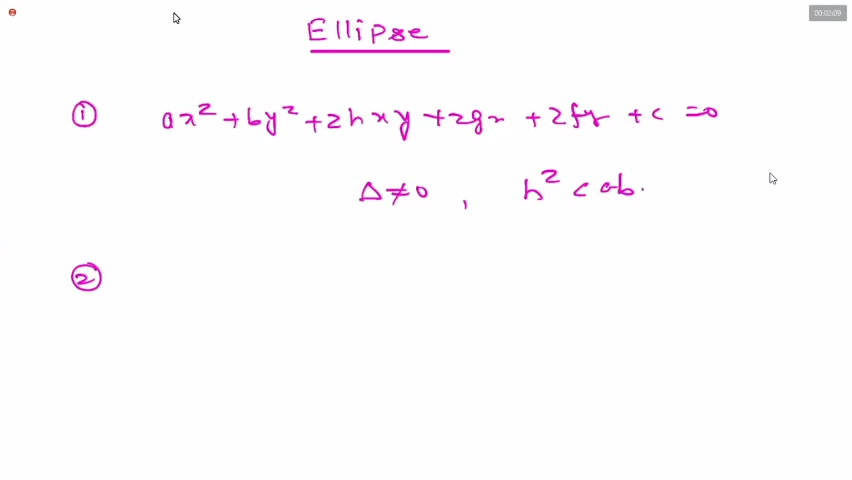 00:02:09
Ellipse
① ax² + by² + 2hxy + 2gx + 2fy + c = 0
Δ ≠ 0 , h² < ab.
②